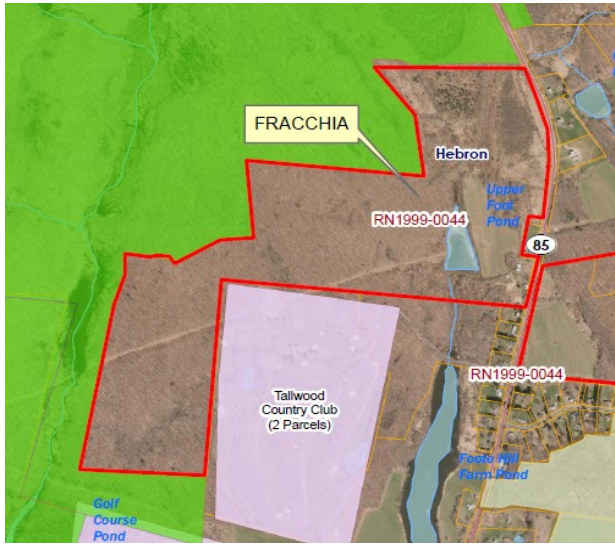 FRACCHIA
Hebron
Upper
Foot
Pond
RN1999-0044
85
RN1999-0044
Tallwood
Country Club
(2 Parcels)
Foote Hill
Farm Pond
Golf
Course
Pond